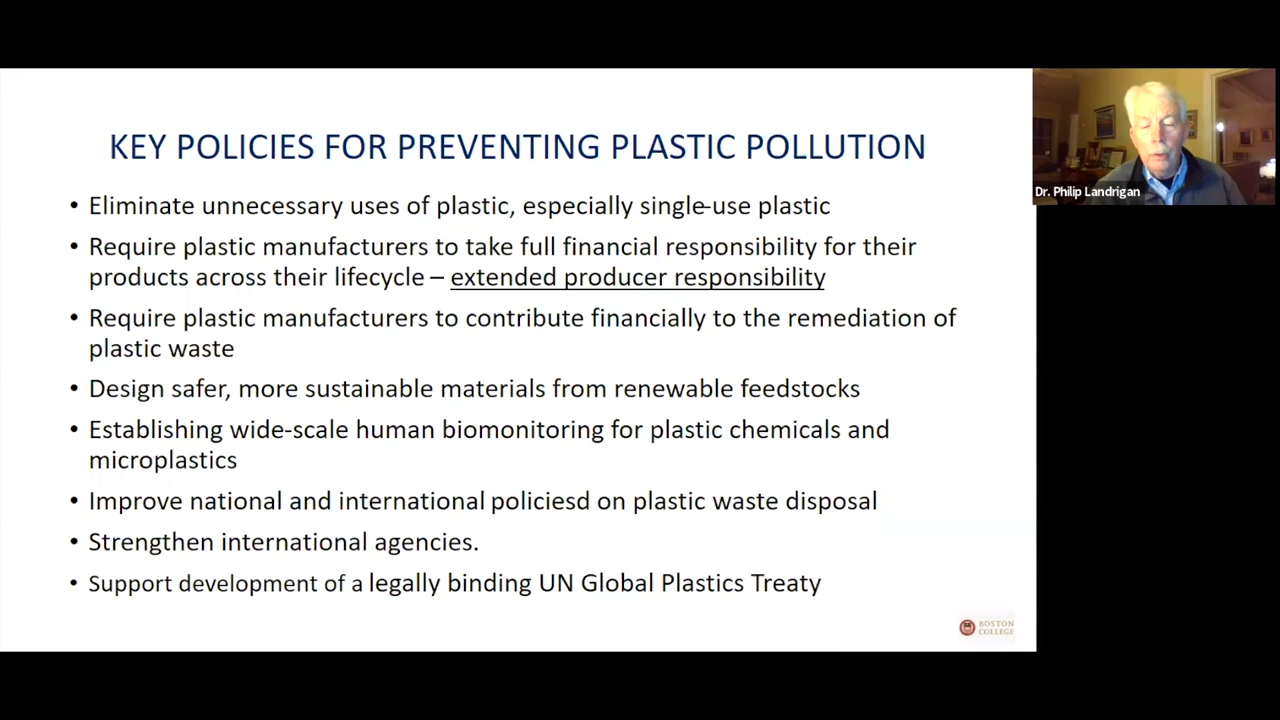 KEY POLICIES FOR PREVENTING PLASTIC POLLUTION
• Eliminate unnecessary uses of plastic, especially single-use plastic
• Require plastic manufacturers to take full financial responsibility for their
products across their lifecycle – extended producer responsibility
• Require plastic manufacturers to contribute financially to the remediation of
plastic waste
• Design safer, more sustainable materials from renewable feedstocks
• Establishing wide-scale human biomonitoring for plastic chemicals and
microplastics
• Improve national and international policiesd on plastic waste disposal
• Strengthen international agencies.
• Support development of a legally binding UN Global Plastics Treaty
BOSTON
COLLEGE
Dr. Philip Landrigan